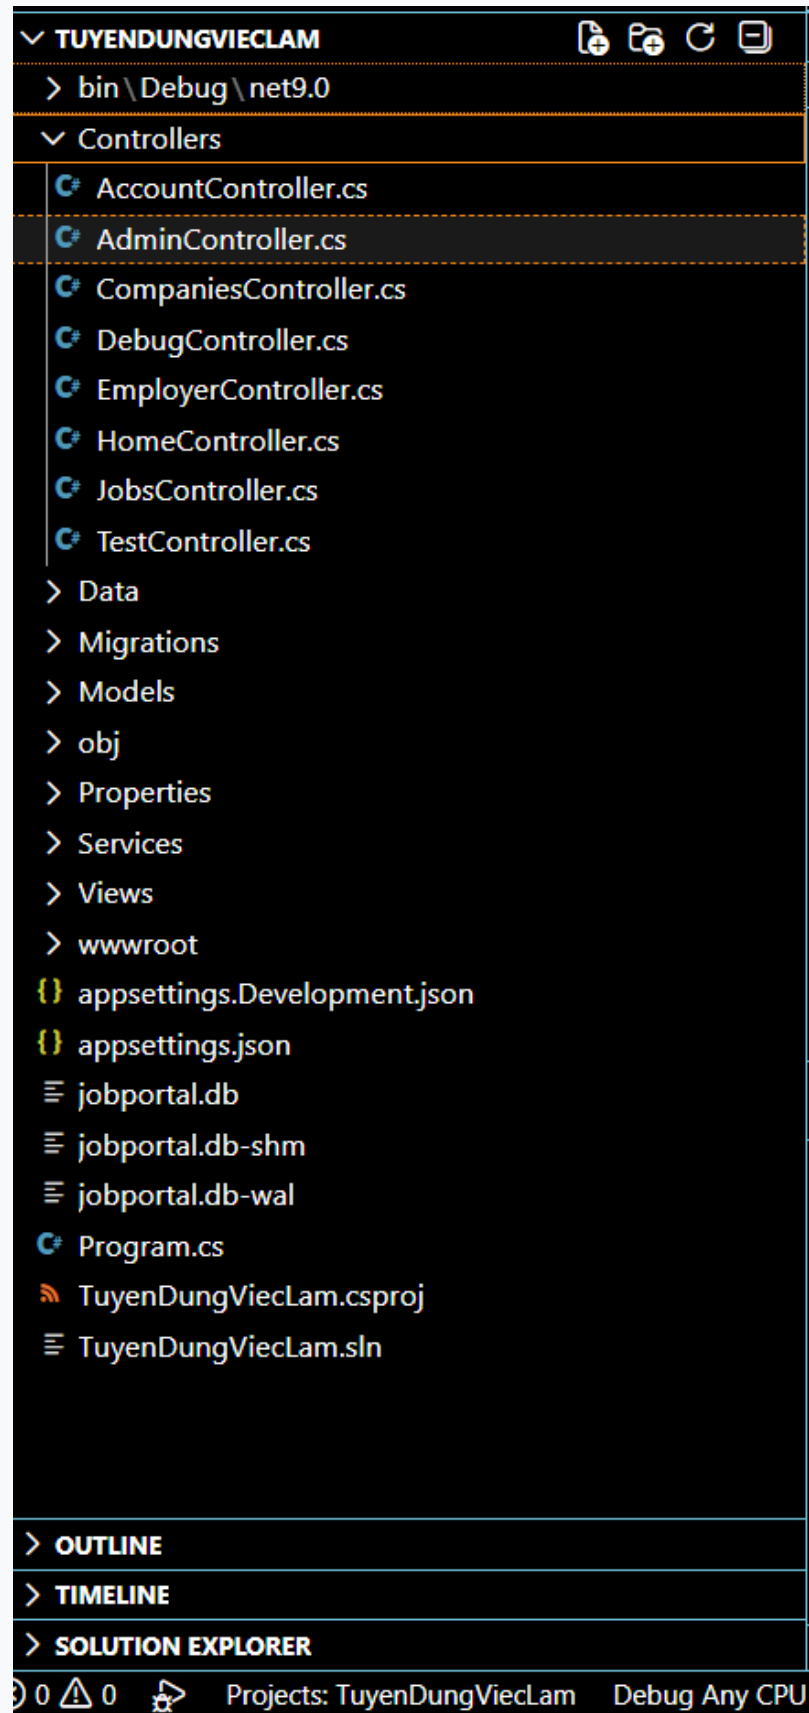 TUYENDUNGVIECLAM
bin\Debug\net9.0
Controllers
C# AccountController.cs
C# AdminController.cs
C# CompaniesController.cs
C# DebugController.cs
C# EmployerController.cs
C# HomeController.cs
C# JobsController.cs
C# TestController.cs
Data
Migrations
Models
obj
Properties
Services
Views
wwwroot
{} appsettings.Development.json
{} appsettings.json
jobportal.db
jobportal.db-shm
jobportal.db-wal
C# Program.cs
TuyenDungViecLam.csproj
TuyenDungViecLam.sln
OUTLINE
TIMELINE
SOLUTION EXPLORER
0 0 Projects: TuyenDungViecLam Debug Any CPU